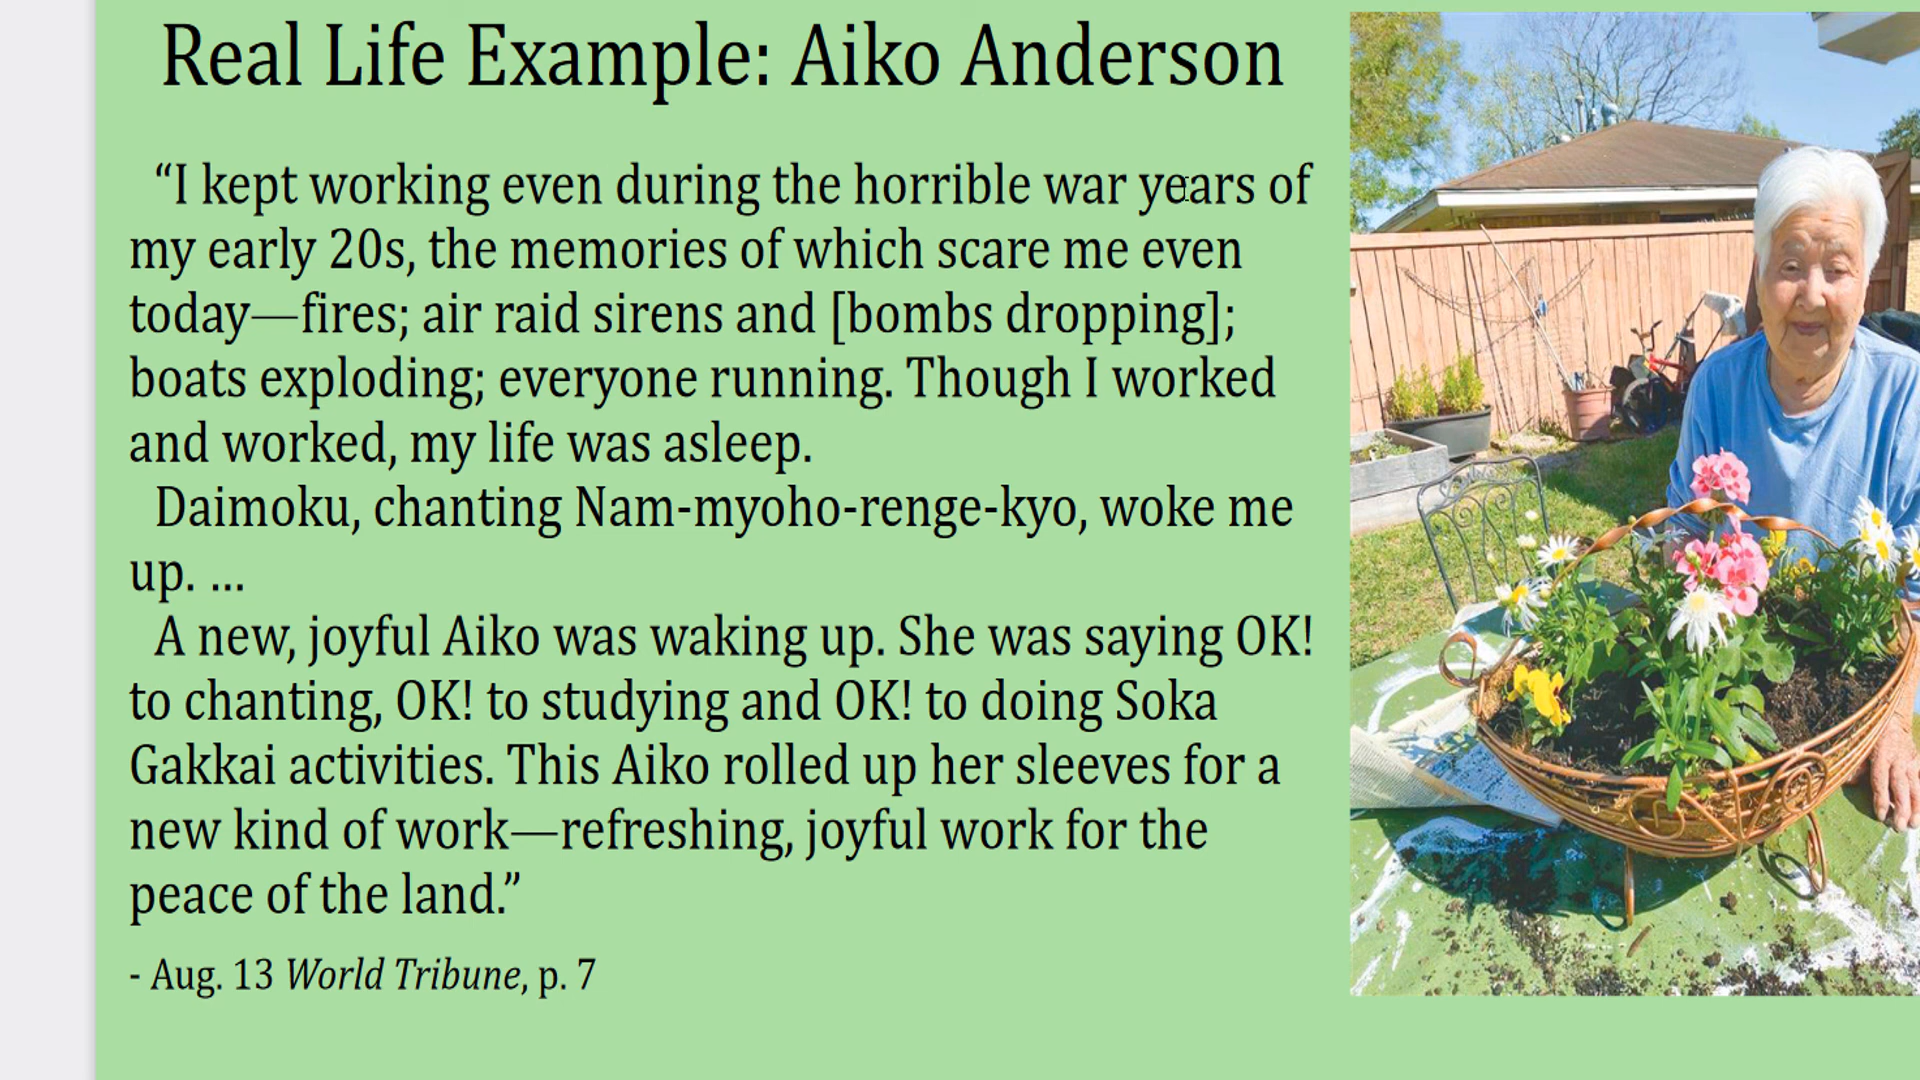 Real Life Example: Aiko Anderson
“I kept working even during the horrible war years of
my early 20s, the memories of which scare me even
today—fires; air raid sirens and [bombs dropping];
boats exploding; everyone running. Though I worked
and worked, my life was asleep.
Daimoku, chanting Nam-myoho-renge-kyo, woke me
up. ...
A new, joyful Aiko was waking up. She was saying OK!
to chanting, OK! to studying and OK! to doing Soka
Gakkai activities. This Aiko rolled up her sleeves for a
new kind of work—refreshing, joyful work for the
peace of the land.”
- Aug. 13 World Tribune, p. 7